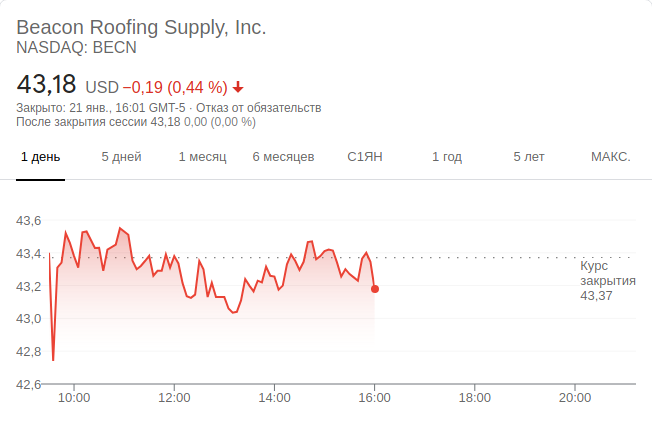 Beacon Roofing Supply, Inc.
NASDAQ: BECN
43,18 USD −0,19 (0,44 %)
Закрыто: 21 янв., 16:01 GMT-5 · Отказ от обязательств
После закрытия сессии 43,18 0,00 (0,00 %)
1 день 5 дней 1 месяц 6 месяцев С1ЯН 1 год 5 лет МАКС.
43,6
43,4
Курс
закрытия
43,37
43,2
43,0
42,8
42,6
10:00 12:00 14:00 16:00 18:00 20:00